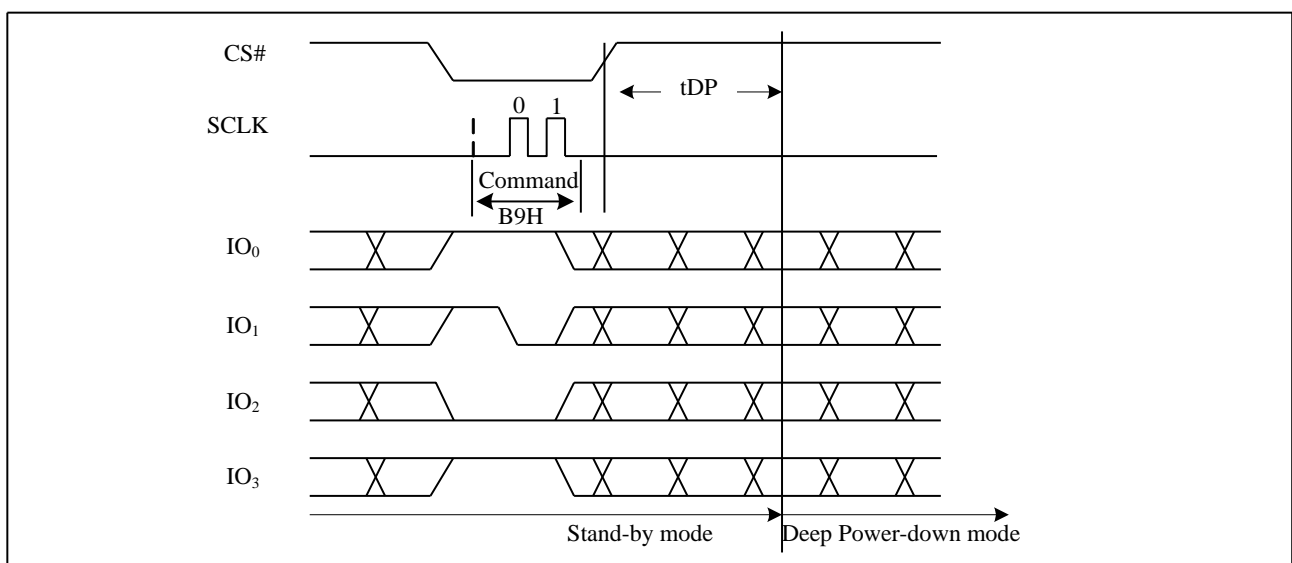 CS#
tDP
0 1
SCLK
Command
B9H
IO₀
IO₁
IO₂
IO₃
Stand-by mode Deep Power-down mode